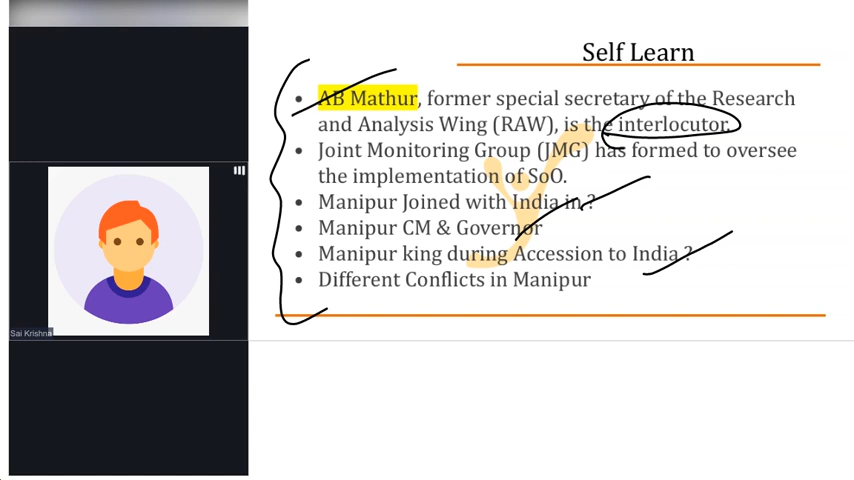 Self Learn
• AB Mathur, former special secretary of the Research
and Analysis Wing (RAW), is the interlocutor.
• Joint Monitoring Group (JMG) has formed to oversee
the implementation of SoO.
• Manipur Joined with India in ?
• Manipur CM & Governor
• Manipur king during Accession to India ?
• Different Conflicts in Manipur
Sai Krishna